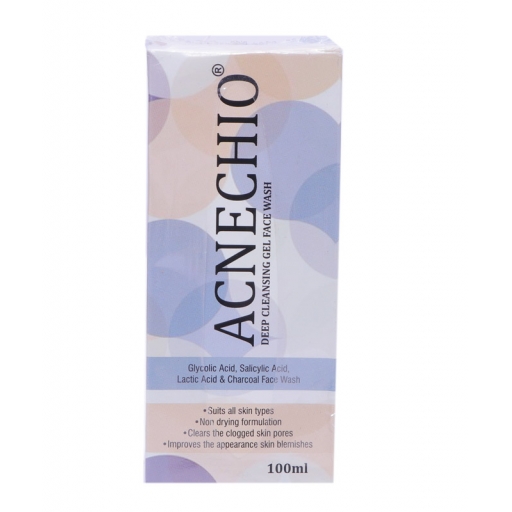 ACNECHIO®
DEEP CLEANSING GEL FACE WASH
Glycolic Acid, Salicylic Acid,
Lactic Acid & Charcoal Face Wash
•Suits all skin types
•Non drying formulation
•Clears the clogged skin pores
•Improves the appearance skin blemishes
100ml